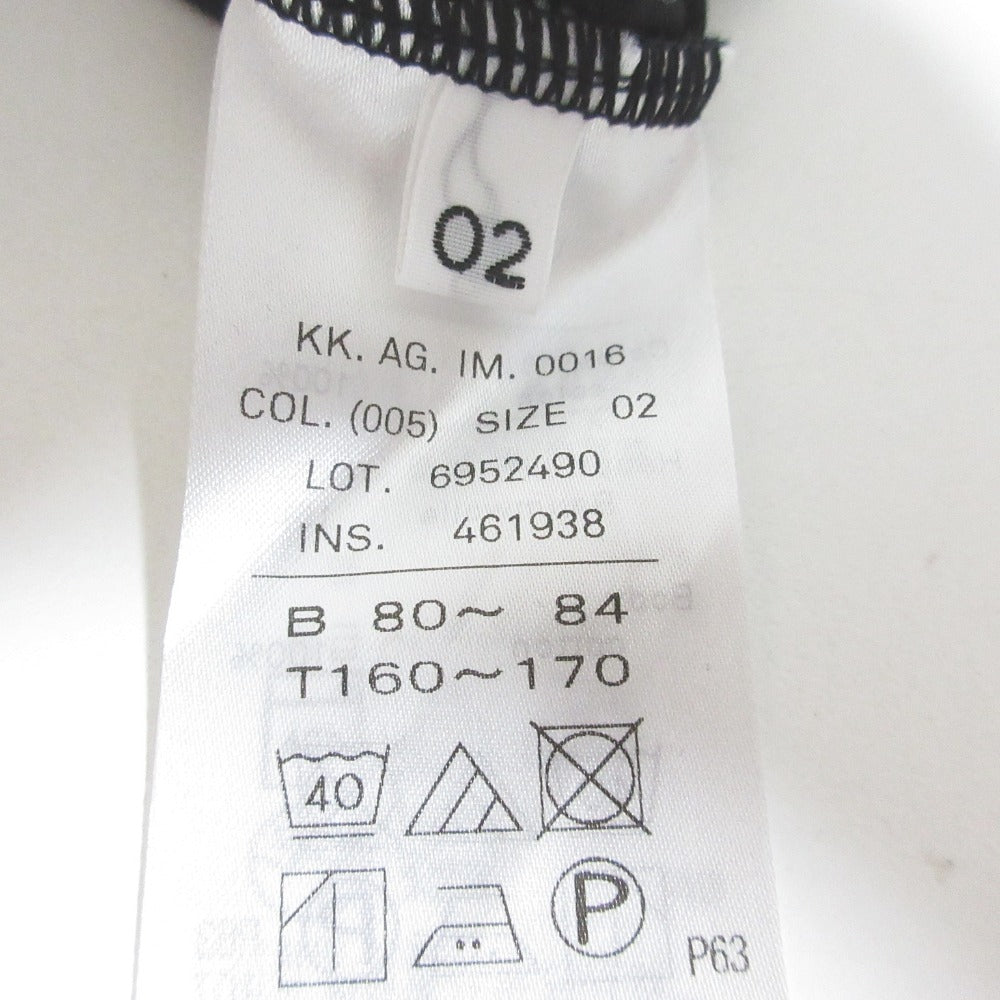 02
KK. AG. IM. 0016
COL. (005) SIZE 02
LOT. 6952490
INS. 461938
B 80~ 84
T160~170
40
P
P63